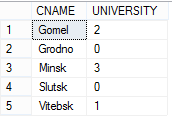 CNAME UNIVERSITY
1 Gomel 2
2 Grodno 0
3 Minsk 3
4 Slutsk 0
5 Vitebsk 1